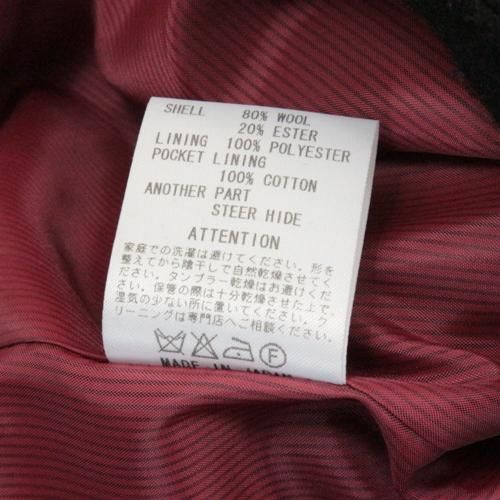 SHELL 80% WOOL
20% ESTER
LINING 100% POLYESTER
POCKET LINING
100% COTTON
ANOTHER PART
STEER HIDE
ATTENTION
家庭での洗濯は避けてください。形を
整えてから陰干しで自然乾燥させてく
ださい。タンブラー乾燥はお避けくだ
さい。保管の際は十分乾燥させた上で、
湿気の少ない所に置いてください。ク
リーニングは専門店へご相談ください。
F
MADE IN JAPAN